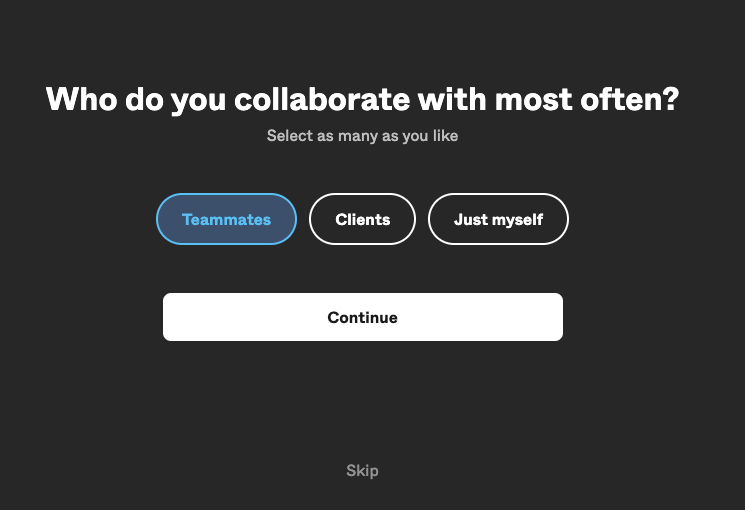 Who do you collaborate with most often?
Select as many as you like
Teammates Clients Just myself
Continue
Skip